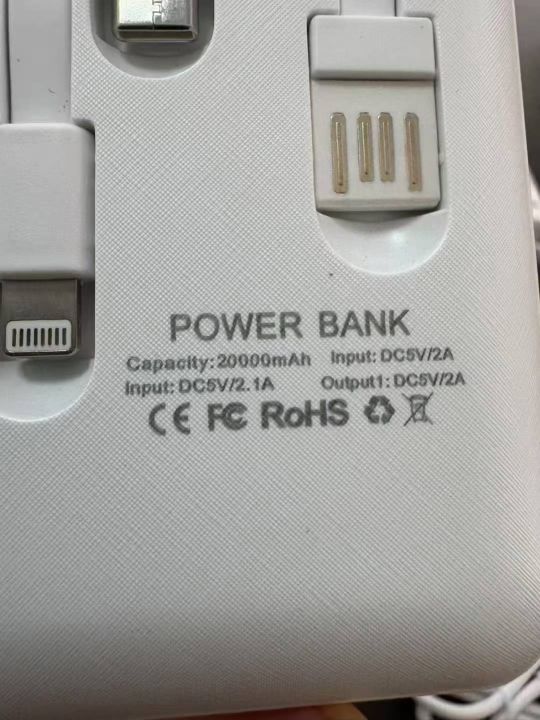 POWER BANK
Capacity:20000mAh Input: DC5V/2A
Input: DC5V/2.1A Output1: DC5V/2A
CE FC RoHS